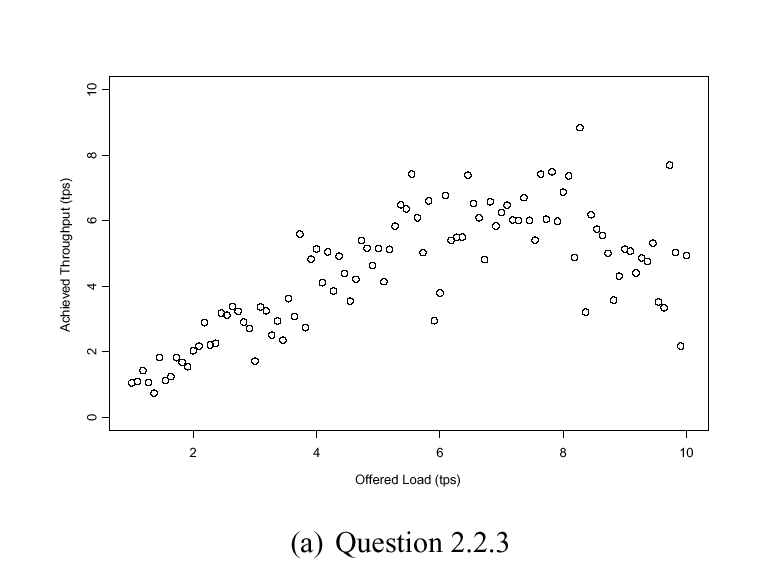 10
8
6
4
2
0
Achieved Throughput (tps)
2 4 6 8 10
Offered Load (tps)
(a) Question 2.2.3